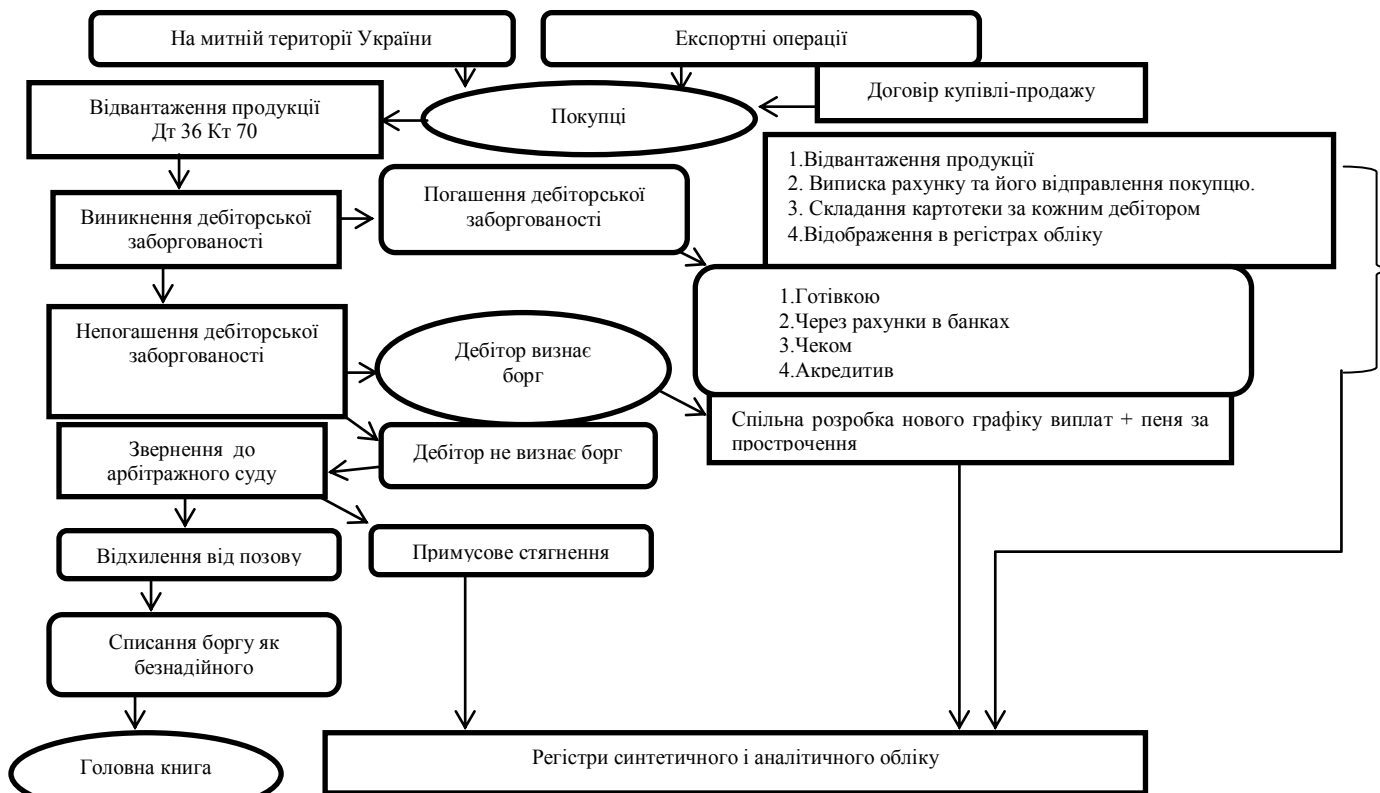 На митній території України
Експортні операції
Відвантаження продукції
Дт 36 Кт 70
Покупці
Договір купівлі-продажу
1.Відвантаження продукції
2. Виписка рахунку та його відправлення покупцю.
3. Складання картотеки за кожним дебітором
4.Відображення в регістрах обліку
Погашення дебіторської
заборгованості
Виникнення дебіторської
заборгованості
1.Готівкою
2.Через рахунки в банках
3.Чеком
4.Акредитив
Непогашення дебіторської
заборгованості
Дебітор визнає
борг
Спільна розробка нового графіку виплат + пеня за
прострочення
Звернення до
арбітражного суду
Дебітор не визнає борг
Відхилення від позову
Примусове стягнення
Списання боргу як
безнадійного
Головна книга
Регістри синтетичного і аналітичного обліку